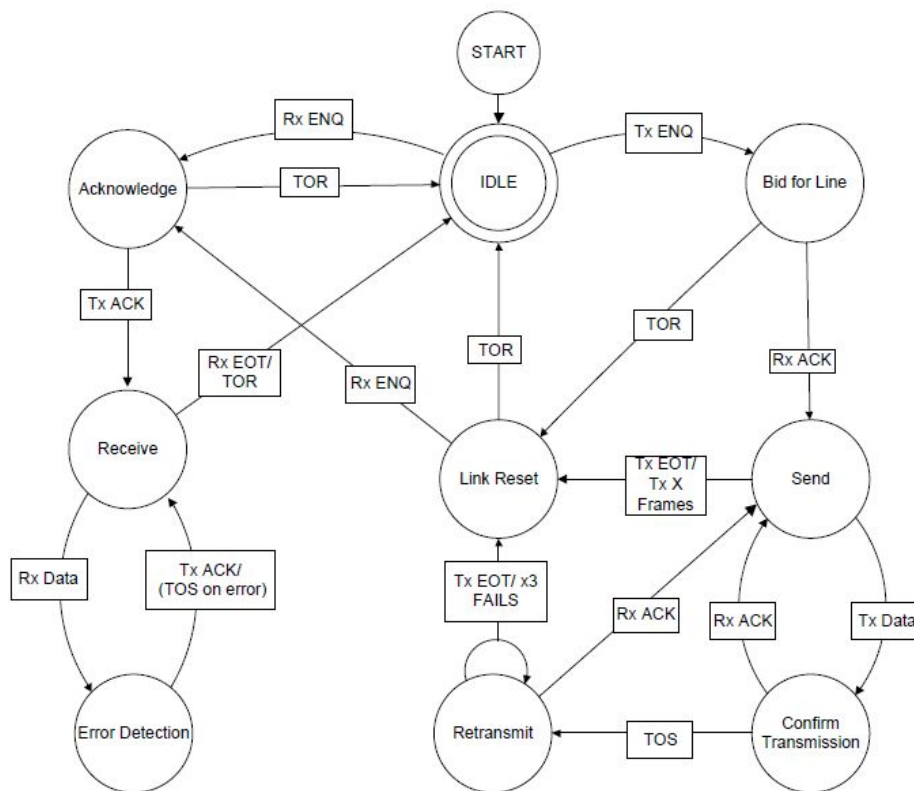 START
Rx ENQ
Tx ENQ
Acknowledge
TOR
IDLE
Bid for Line
Tx ACK
TOR
TOR
Rx EOT/
TOR
Rx ENQ
Rx ACK
Receive
Link Reset
Tx EOT/
Tx X
Frames
Send
Rx Data
Tx ACK/
(TOS on error)
Tx EOT/ x3
FAILS
Rx ACK
Rx ACK
Tx Data
Error Detection
Retransmit
TOS
Confirm
Transmission